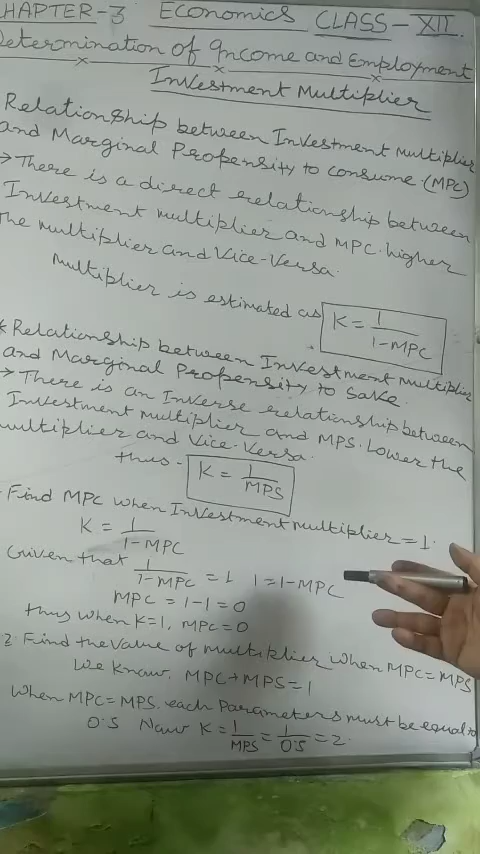 HAPTER-3 Economics CLASS-XII.
Determination of Income and Employment
Investment Multiplier
Relationship between Investment multiplier
and Marginal Propensity to consume.(MPC)
→ There is a direct relationship between
Investment multiplier and MPC. higher
the multiplier and Vice-Versa.
multiplier is estimated as K = 1/1-MPC
* Relationship between Investment Multiplier
and Marginal Propensity to Save.
→ There is an Inverse relationship between
Investment multiplier and MPS. Lower the
multiplier and Vice-Versa.
thus - K = 1/MPS
Find MPC when Investment multiplier = 1.
K = 1/1-MPC
Given that 1/1-MPC = 1 1 = 1-MPC
MPC = 1-1 = 0
thus when K=1, MPC=0
2. Find the value of multiplier when MPC = MPS
We Know. MPC + MPS = 1
When MPC = MPS. each Parameters must be equal to
0.5 Naw K = 1/MPS = 1/0.5 = 2.